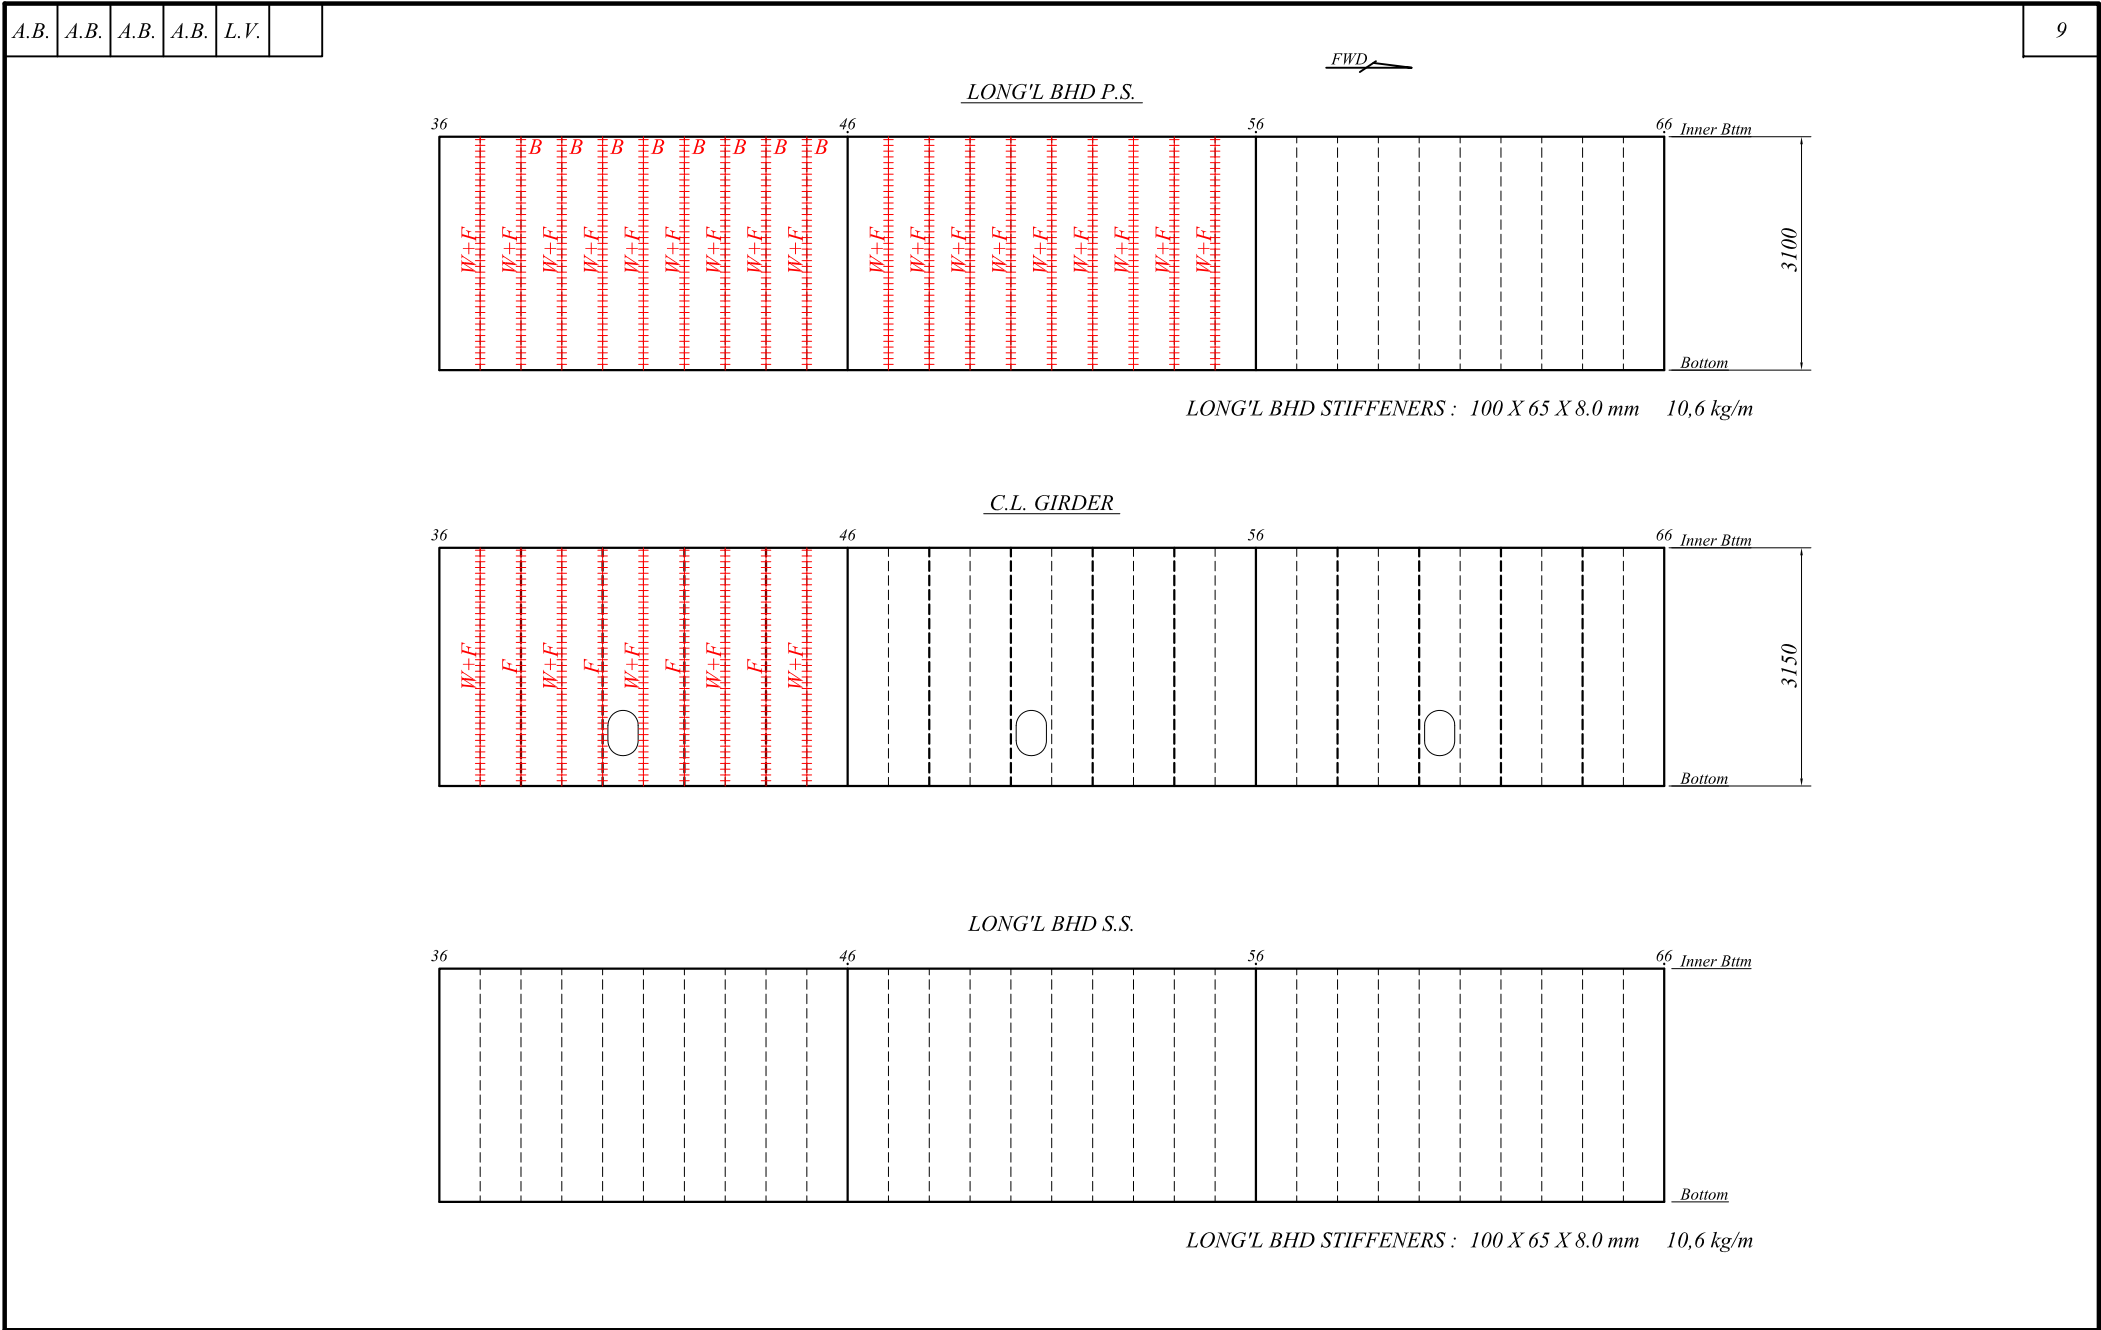 A.B. A.B. A.B. A.B. L.V.
9
FWD
LONG'L BHD P.S.
36 46 56 66 Inner Bttm
B B B B B B B B
W+F W+F W+F W+F W+F W+F W+F W+F W+F W+F W+F W+F W+F W+F W+F W+F W+F W+F
3100
Bottom
LONG'L BHD STIFFENERS : 100 X 65 X 8.0 mm 10,6 kg/m
C.L. GIRDER
36 46 56 66 Inner Bttm
W+F F W+F F W+F F W+F F W+F
3150
Bottom
LONG'L BHD S.S.
36 46 56 66 Inner Bttm
Bottom
LONG'L BHD STIFFENERS : 100 X 65 X 8.0 mm 10,6 kg/m